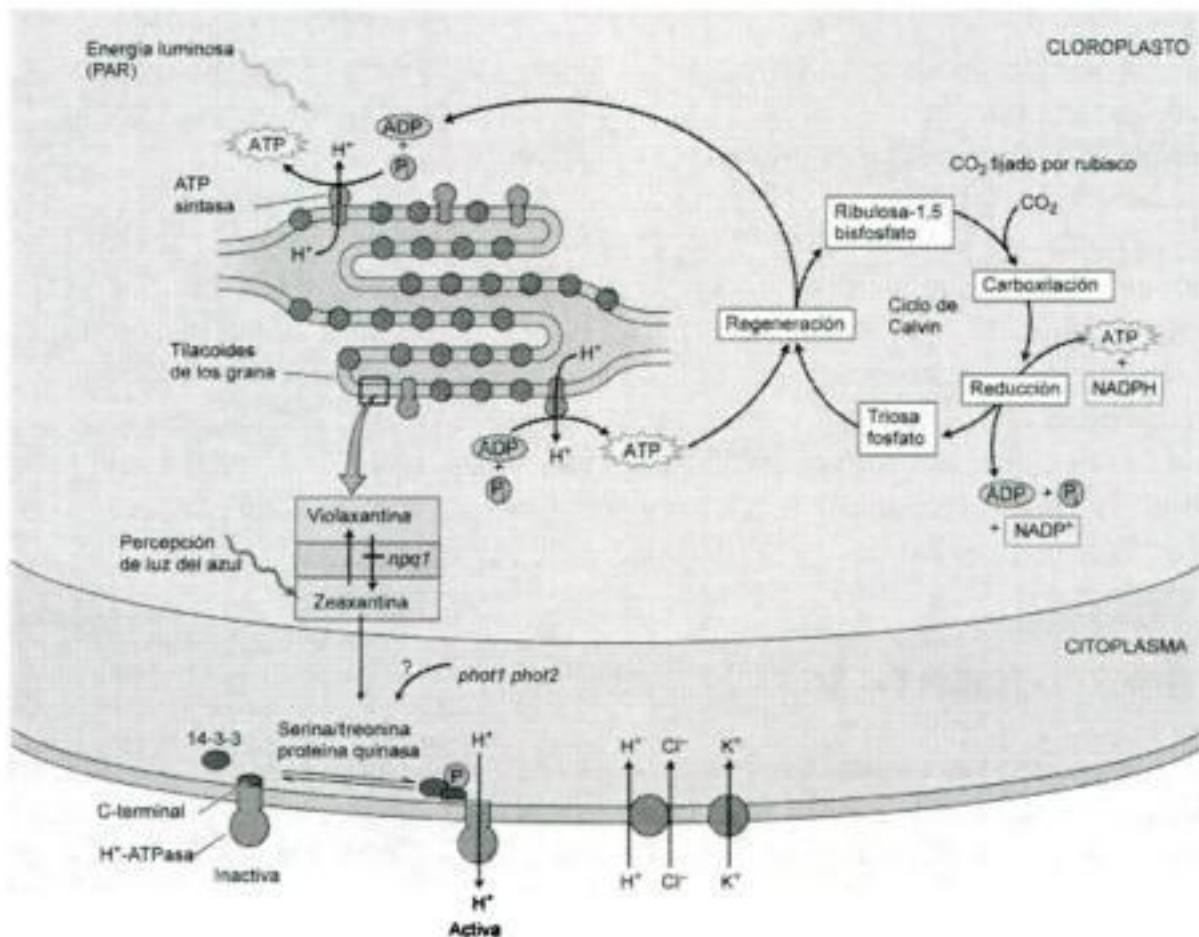 Energía luminosa
(PAR)
CLOROPLASTO
ATP
H⁺
ADP
+
Pᵢ
ATP
sintasa
H⁺
CO₂ fijado por rubisco
Ribulosa-1,5
bisfosfato
CO₂
Carboxilación
Ciclo de
Calvin
Regeneración
ATP
+
NADPH
Reducción
Triosa
fosfato
ADP + Pᵢ
+ NADP⁺
Tilacoides
de los grana
H⁺
ADP
+
Pᵢ
H⁺
ATP
Violaxantina
npq1
Zeaxantina
Percepción
de luz del azul
CITOPLASMA
?
phot1 phot2
14-3-3
Serina/treonina
proteína quinasa
H⁺
P
C-terminal
H⁺-ATPasa
Inactiva
H⁺
Activa
H⁺ Cl⁻ K⁺
H⁺ Cl⁻ K⁺